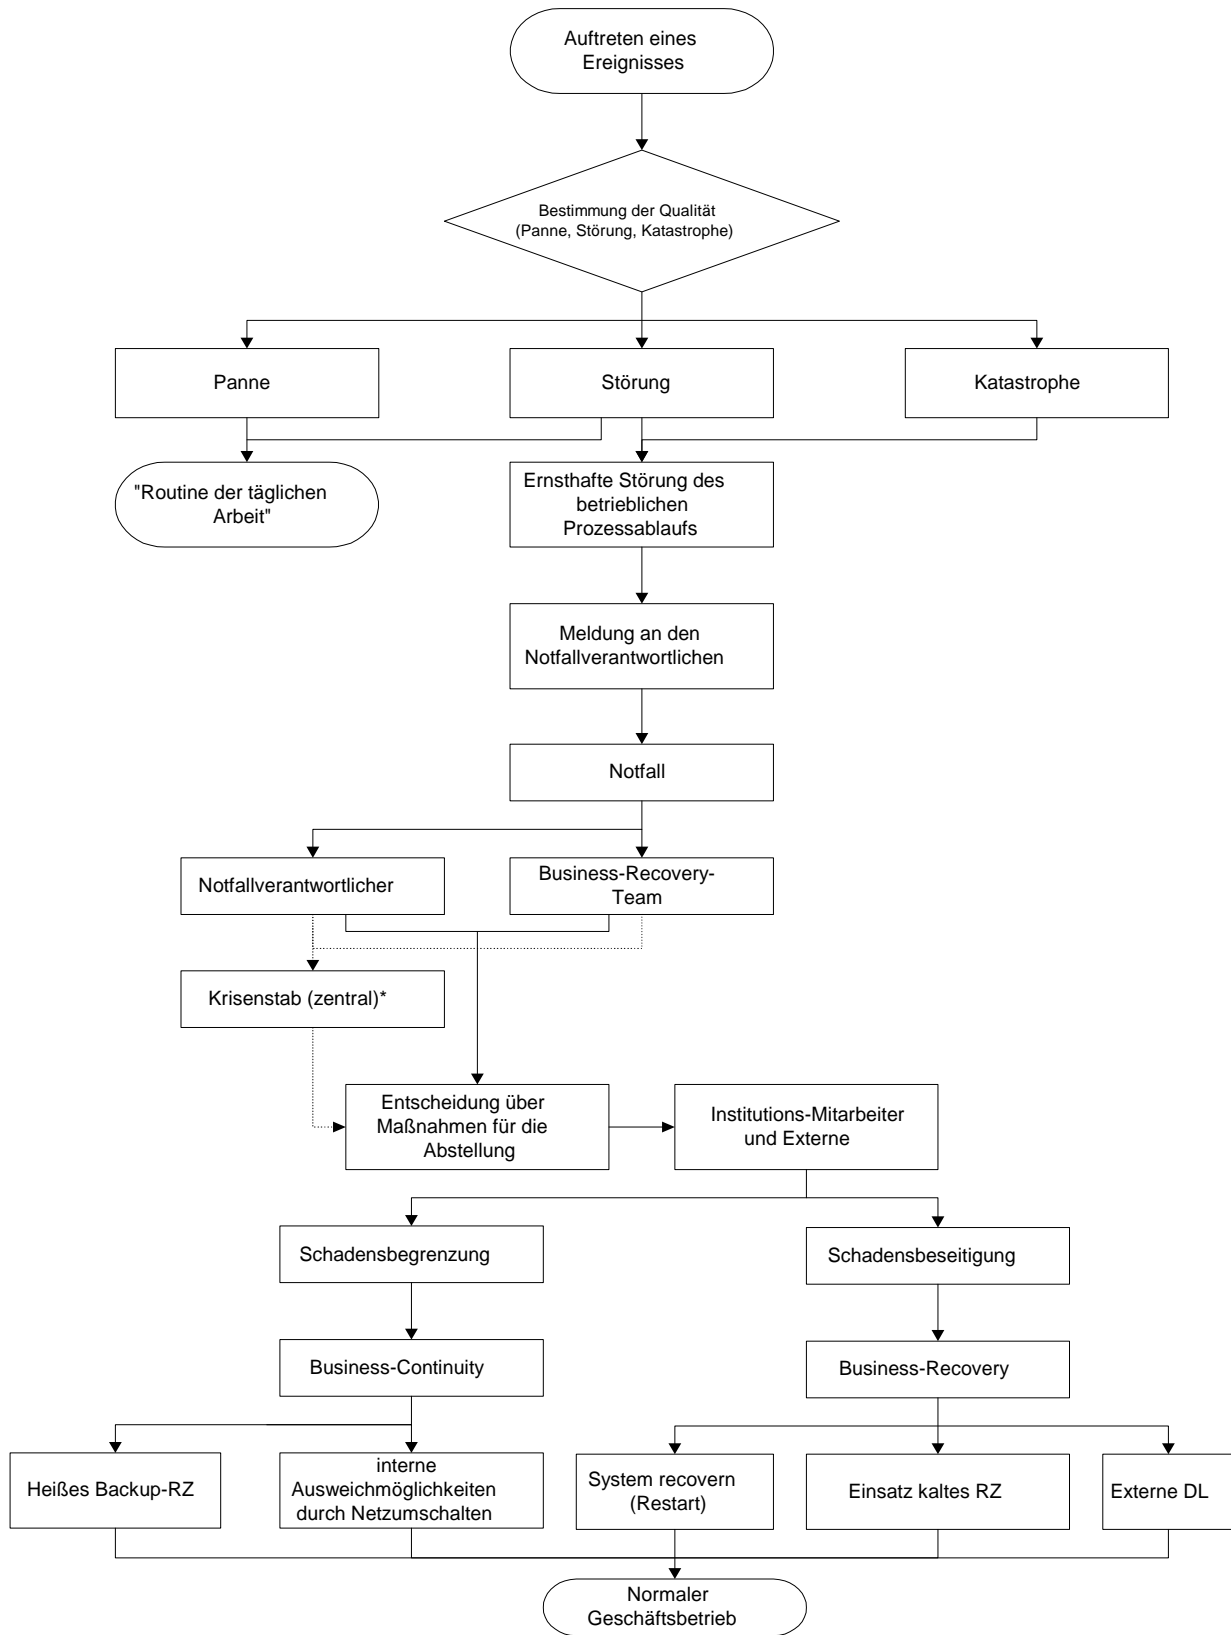 Auftreten eines
Ereignisses
Bestimmung der Qualität
(Panne, Störung, Katastrophe)
Panne
Störung
Katastrophe
"Routine der täglichen
Arbeit"
Ernsthafte Störung des
betrieblichen
Prozessablaufs
Meldung an den
Notfallverantwortlichen
Notfall
Notfallverantwortlicher
Business-Recovery-
Team
Krisenstab (zentral)*
Entscheidung über
Maßnahmen für die
Abstellung
Institutions-Mitarbeiter
und Externe
Schadensbegrenzung
Schadensbeseitigung
Business-Continuity
Business-Recovery
Heißes Backup-RZ
interne
Ausweichmöglichkeiten
durch Netzumschalten
System recovern
(Restart)
Einsatz kaltes RZ
Externe DL
Normaler
Geschäftsbetrieb